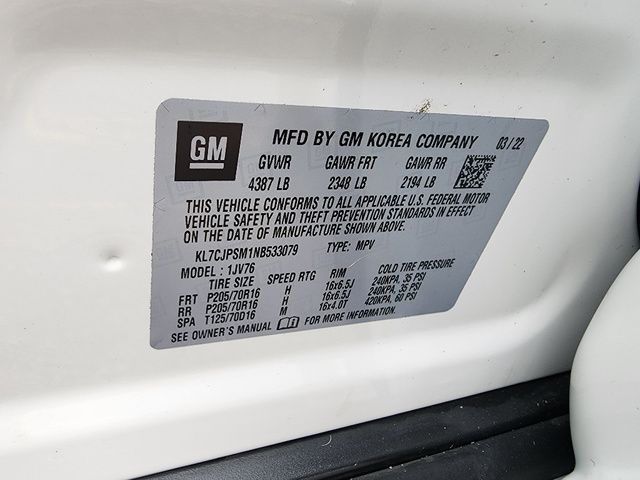 GM
MFD BY GM KOREA COMPANY 03/22
GVWR GAWR FRT GAWR RR
4387 LB 2348 LB 2194 LB
THIS VEHICLE CONFORMS TO ALL APPLICABLE U.S. FEDERAL MOTOR
VEHICLE SAFETY AND THEFT PREVENTION STANDARDS IN EFFECT
ON THE DATE OF MANUFACTURE SHOWN ABOVE.
KL7CJPSM1NB533079 TYPE: MPV
MODEL: 1JV76
TIRE SIZE SPEED RTG RIM COLD TIRE PRESSURE
FRT P205/70R16 H 16x6.5J 240KPA, 35 PSI
RR P205/70R16 H 16x6.5J 240KPA, 35 PSI
SPA T125/70D16 M 16x4.0T 420KPA, 60 PSI
SEE OWNER'S MANUAL FOR MORE INFORMATION.